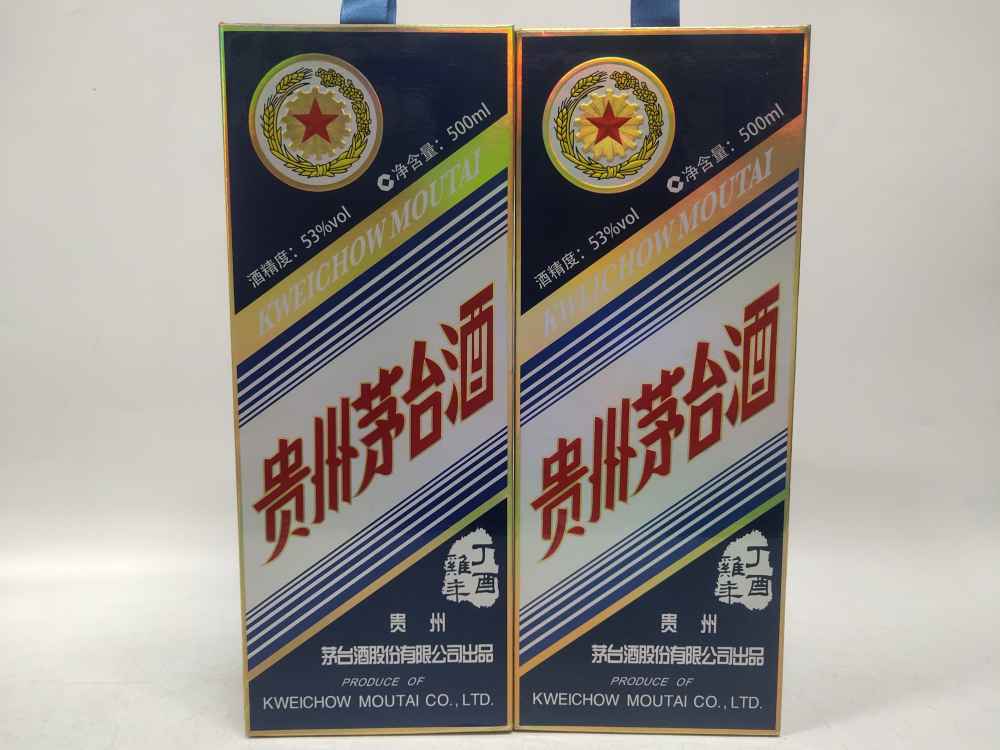 净含量：500ml
酒精度：53%vol
KWEICHOW MOUTAI
贵州茅台酒
丁酉
雞年
贵州
茅台酒股份有限公司出品
PRODUCE OF
KWEICHOW MOUTAI CO., LTD.
净含量：500ml
酒精度：53%vol
KWEICHOW MOUTAI
贵州茅台酒
丁酉
雞年
贵州
茅台酒股份有限公司出品
PRODUCE OF
KWEICHOW MOUTAI CO., LTD.